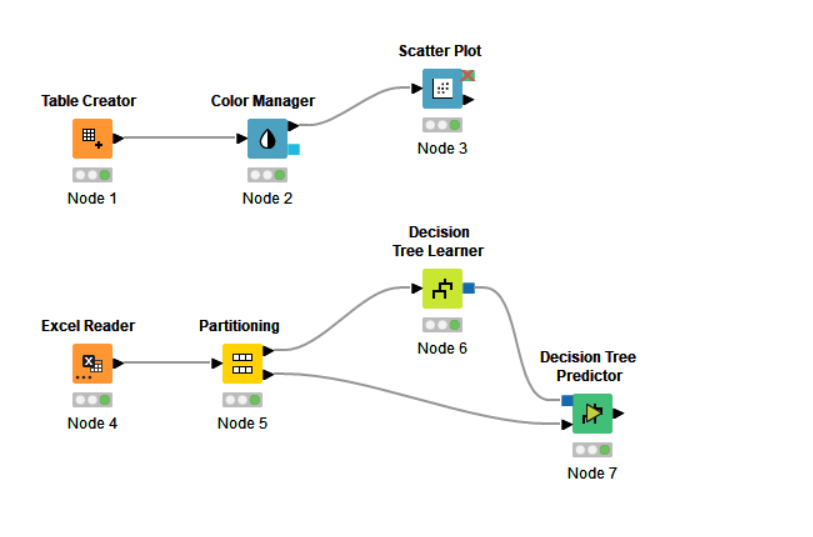 Scatter Plot
Table Creator
Color Manager
Node 3
Node 1
Node 2
Decision
Tree Learner
Excel Reader
Partitioning
Node 6
Decision Tree
Predictor
X
Node 4
Node 5
Node 7